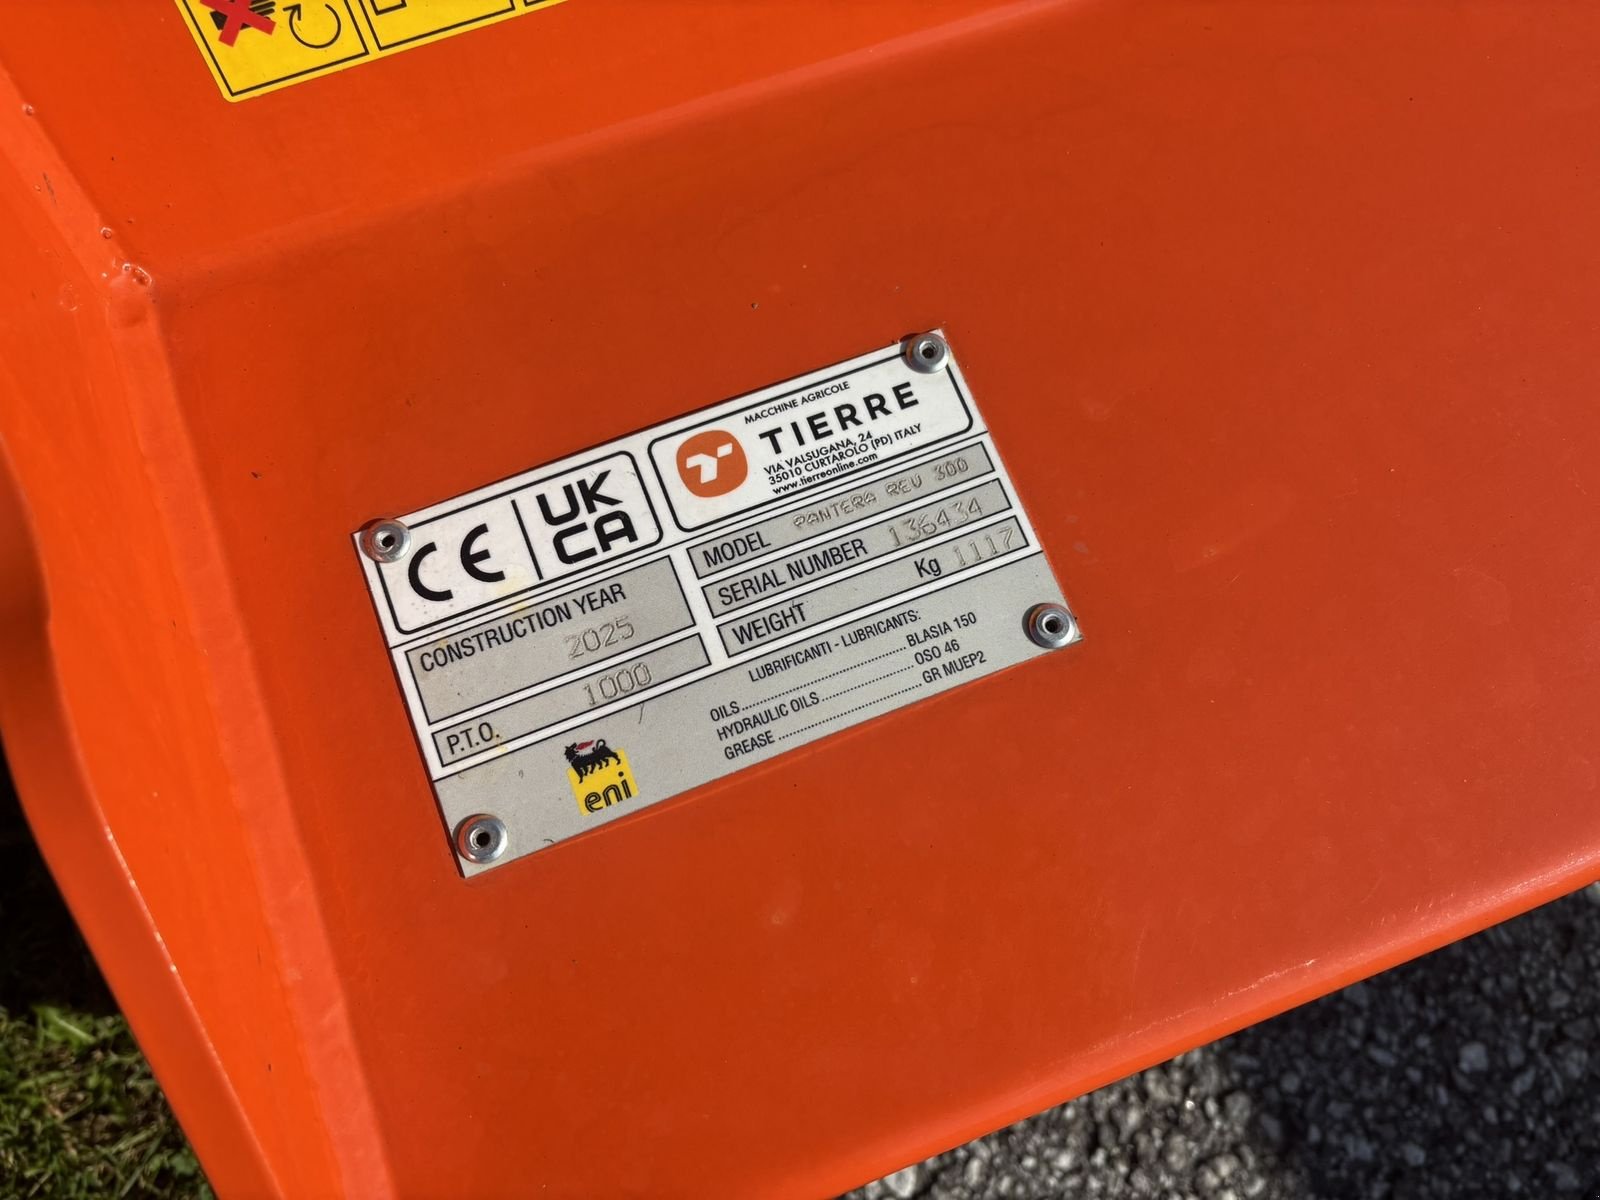 CE UK CA
MACCHINE AGRICOLE
TIERRE
VIA VALSUGANA, 24
35010 CURTAROLO (PD) ITALY
www.tierreonline.com
MODEL PANTERA REV 300
SERIAL NUMBER 136434
WEIGHT Kg 1117
CONSTRUCTION YEAR
2025
P.T.O. 1000
LUBRIFICANTI - LUBRICANTS:
OILS.............................................BLASIA 150
HYDRAULIC OILS.........................OSO 46
GREASE .......................................GR MUEP2
eni